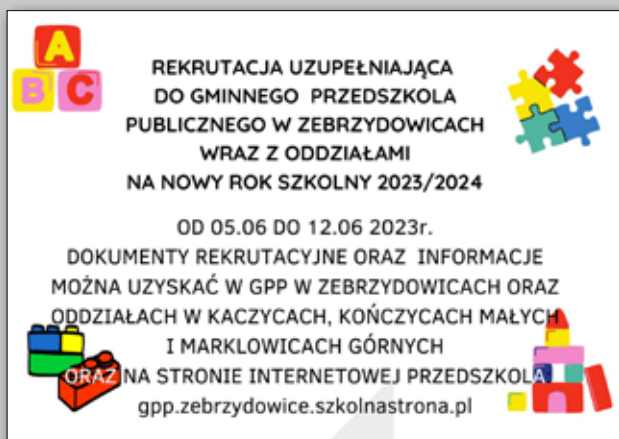 A
B C
REKRUTACJA UZUPEŁNIAJĄCA
DO GMINNEGO PRZEDSZKOLA
PUBLICZNEGO W ZEBRZYDOWICACH
WRAZ Z ODDZIAŁAMI
NA NOWY ROK SZKOLNY 2023/2024
OD 05.06 DO 12.06 2023r.
DOKUMENTY REKRUTACYJNE ORAZ INFORMACJE
MOŻNA UZYSKAĆ W GPP W ZEBRZYDOWICACH ORAZ
ODDZIAŁACH W KACZYCACH, KOŃCZYCACH MAŁYCH
I MARKLOWICACH GÓRNYCH
ORAZ NA STRONIE INTERNETOWEJ PRZEDSZKOLA
gpp.zebrzydowice.szkolnastrona.pl